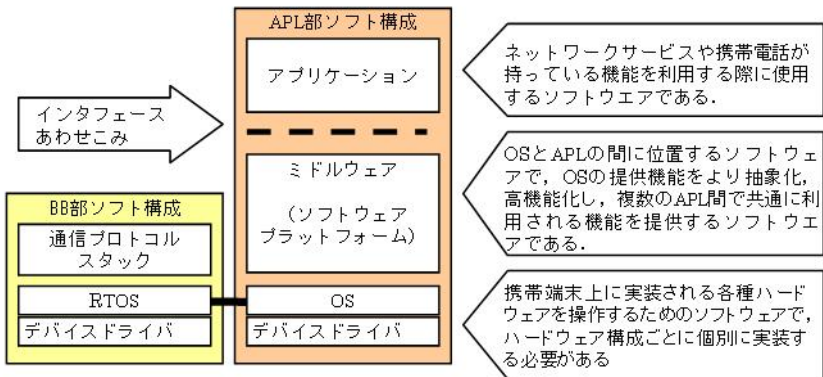 APL部ソフト構成
アプリケーション
インタフェース
あわせこみ
ミドルウェア
(ソフトウェア
プラットフォーム)
OS
デバイスドライバ
BB部ソフト構成
通信プロトコル
スタック
RTOS
デバイスドライバ
ネットワークサービスや携帯電話が
持っている機能を利用する際に使用
するソフトウエアである.
OSとAPLの間に位置するソフトウェ
アで，OSの提供機能をより抽象化，
高機能化し，複数のAPL間で共通に利
用される機能を提供するソフトウエ
アである.
携帯端末上に実装される各種ハード
ウェアを操作するためのソフトウェアで，
ハードウェア構成ごとに個別に実装す
る必要がある